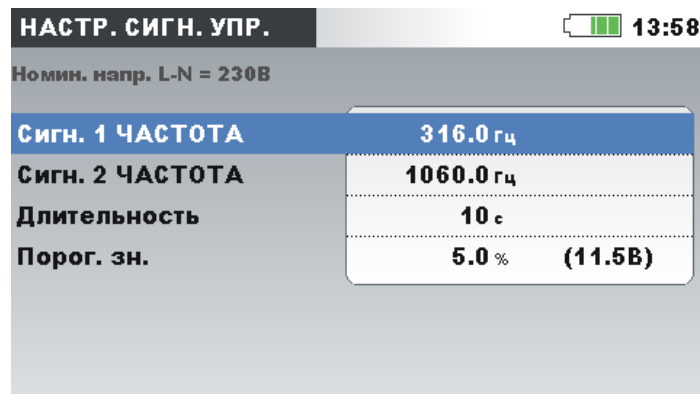 НАСТР. СИГН. УПР. 13:58
Номин. напр. L-N = 230В
Сигн. 1 ЧАСТОТА 316.0 гц
Сигн. 2 ЧАСТОТА 1060.0 гц
Длительность 10 с
Порог. зн. 5.0 % (11.5В)